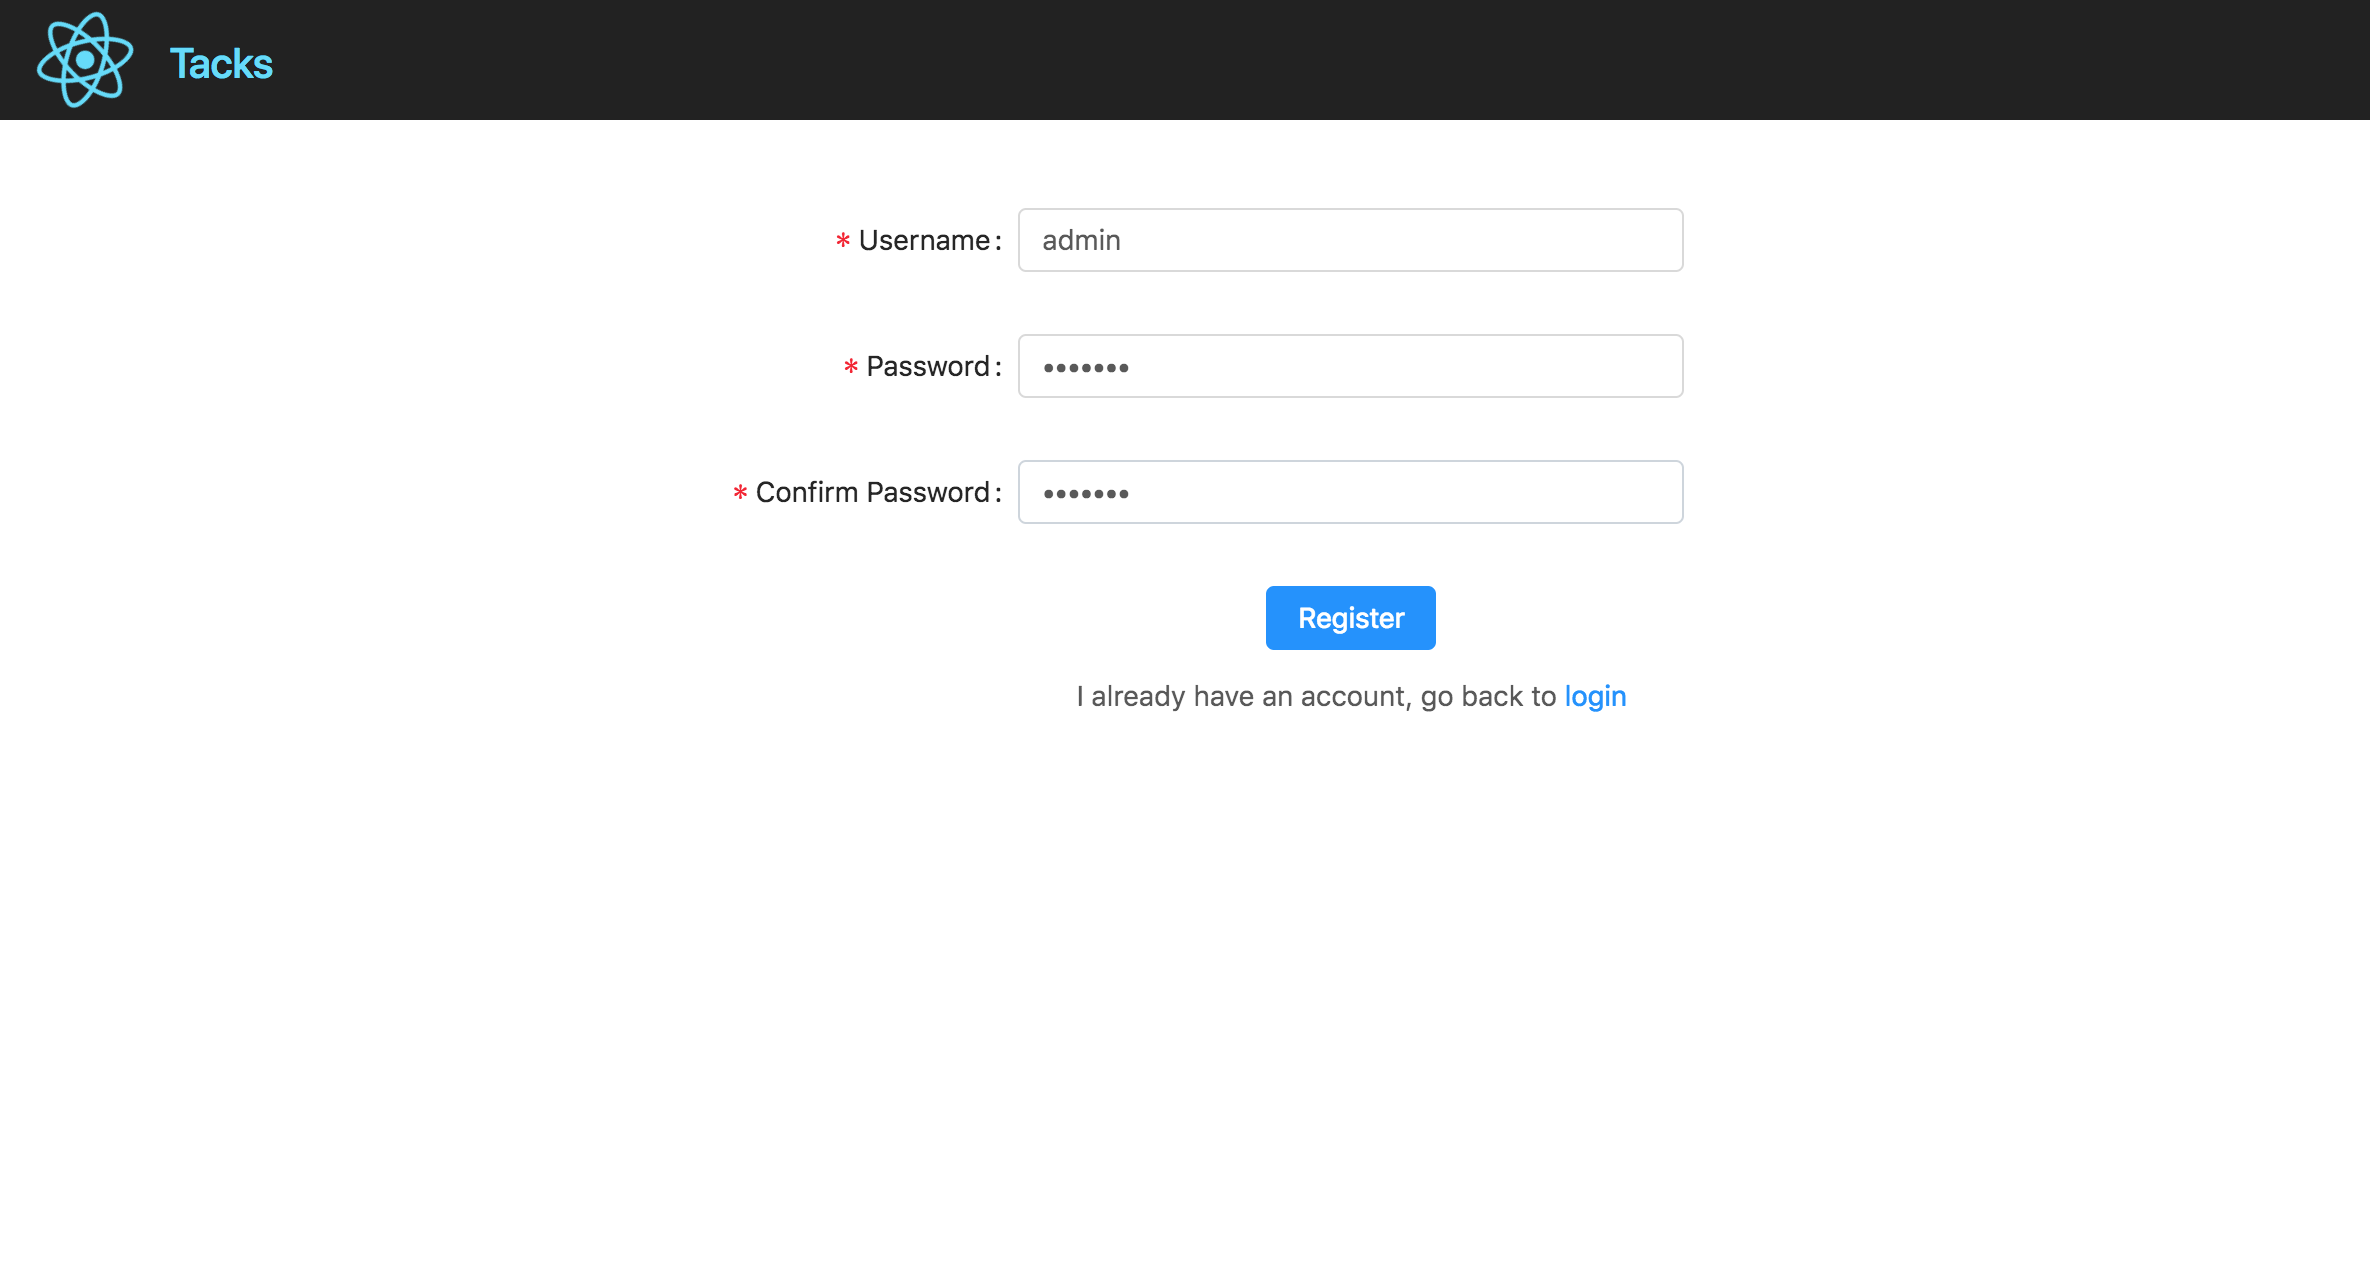 Tacks
* Username: admin
* Password: •••••••
* Confirm Password: •••••••
Register
I already have an account, go back to login